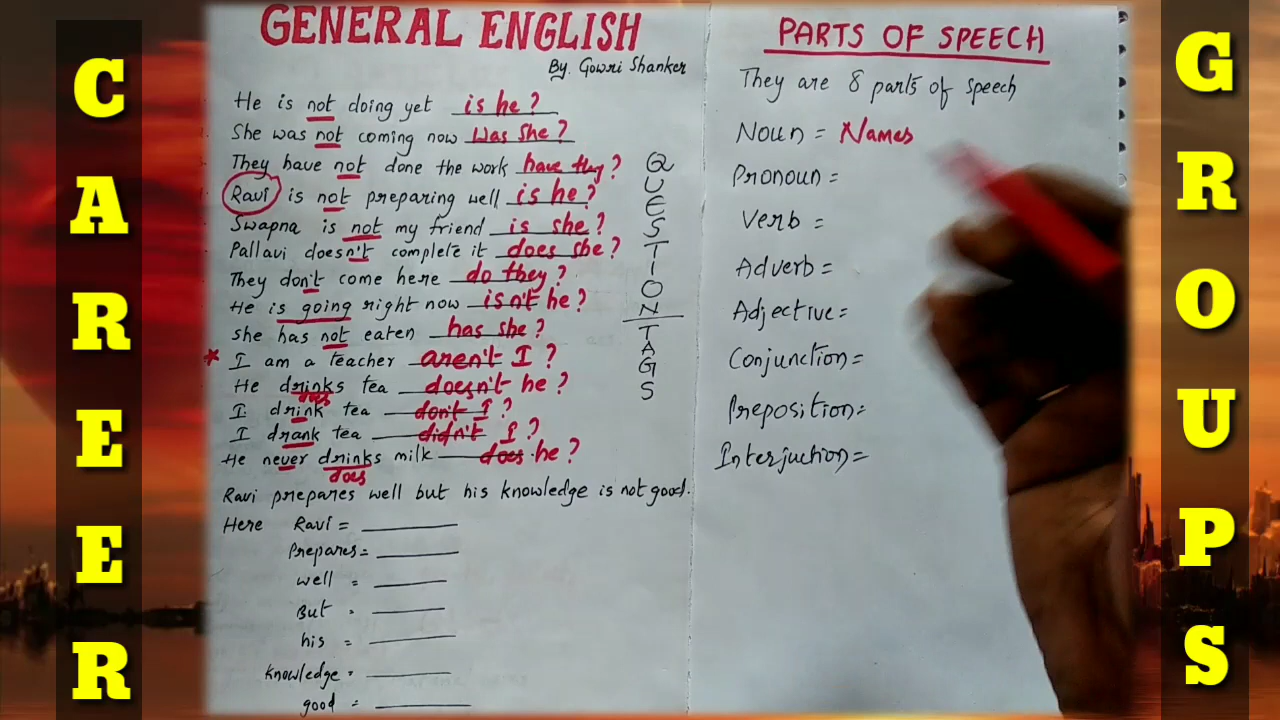 CAREER
GENERAL ENGLISH
By. Gowri Shanker
He is not doing yet is he?
She was not coming now Was she?
They have not done the work have they?
Ravi is not preparing well is he?
Swapna is not my friend is she?
Pallavi doesn't complete it does she?
They don't come here do they?
He is going right now isn't he?
She has not eaten has she?
* I am a teacher aren't I?
He drinks tea doesn't he?
does
I drink tea don't I?
I drank tea didn't I?
He never drinks milk does he?
does
QUESTION TAGS
Ravi prepares well but his knowledge is not good.
Here Ravi =
Prepares =
well =
But =
his =
knowledge =
good =
PARTS OF SPEECH
They are 8 parts of speech
Noun = Names
Pronoun =
Verb =
Adverb =
Adjective =
Conjunction =
Preposition =
Interjuction =
GROUPS